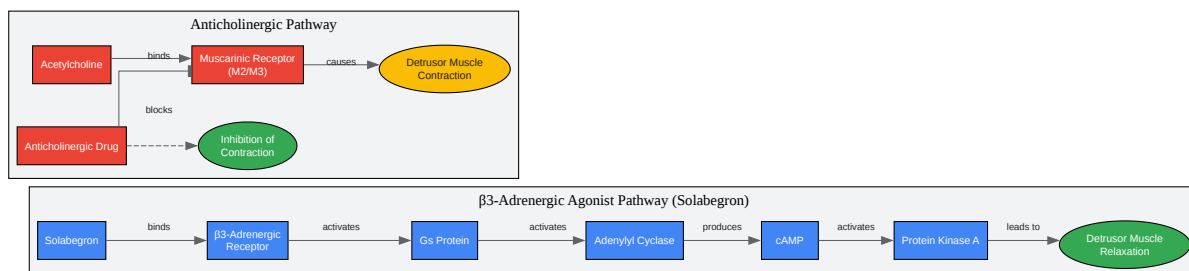 Anticholinergic Pathway
Acetylcholine
binds
Muscarinic Receptor
(M2/M3)
causes
Detrusor Muscle
Contraction
blocks
Anticholinergic Drug
Inhibition of
Contraction
β3-Adrenergic Agonist Pathway (Solabegron)
Solabegron
binds
β3-Adrenergic
Receptor
activates
Gs Protein
activates
Adenylyl Cyclase
produces
cAMP
activates
Protein Kinase A
leads to
Detrusor Muscle
Relaxation